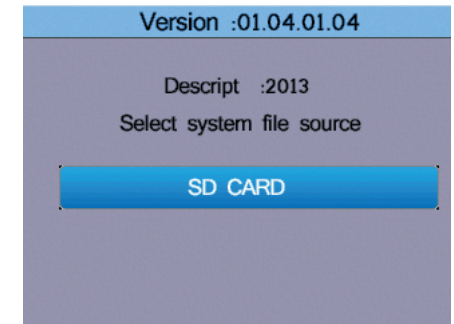 Version :01.04.01.04
Descript :2013
Select system file source
SD CARD